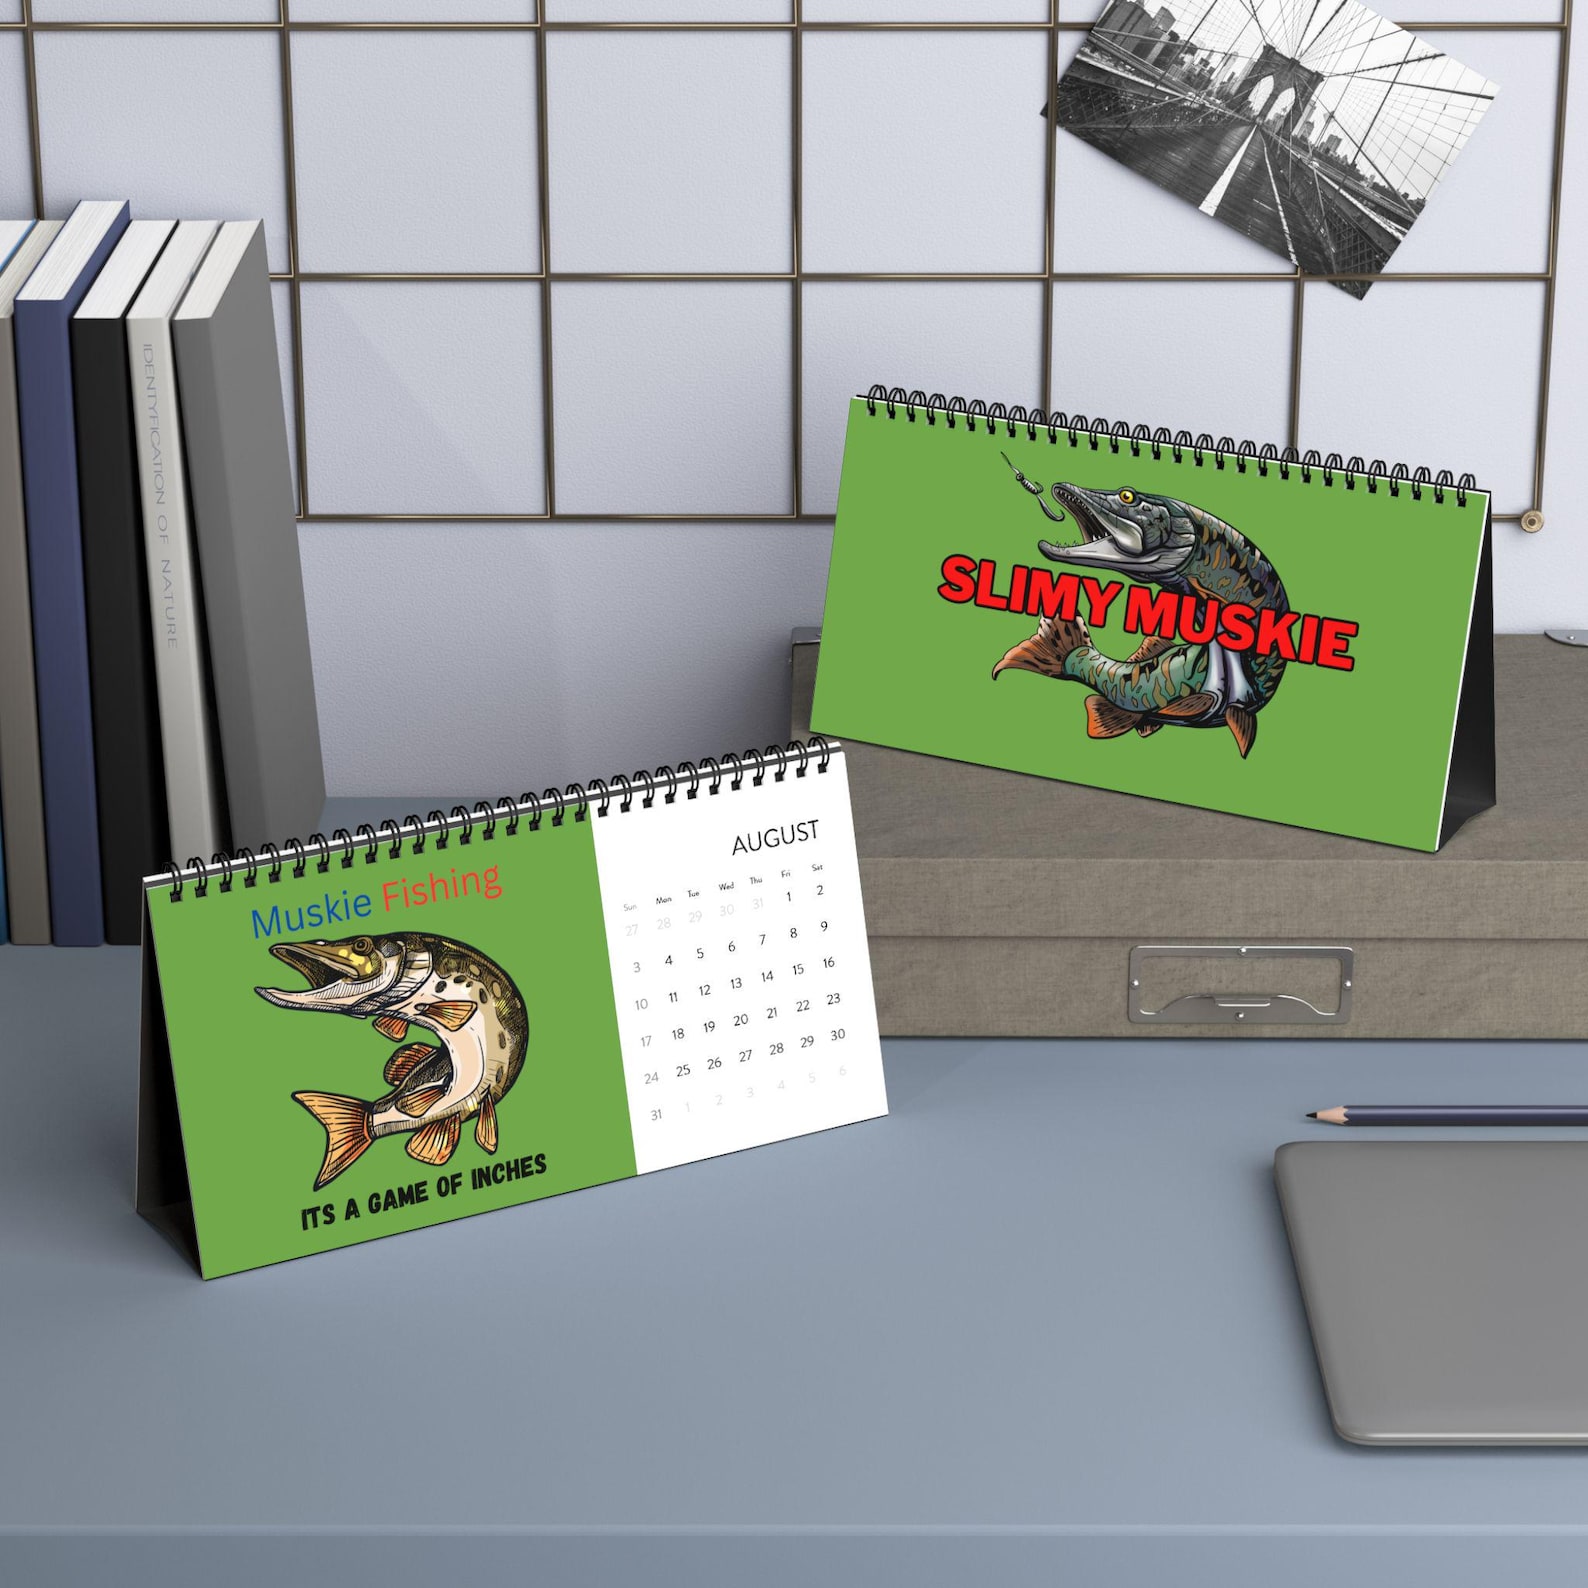 IDENTYFICATION OF NATURE
SLIMY MUSKIE
Muskie Fishing
ITS A GAME OF INCHES
AUGUST
Sun Mon Tue Wed Thu Fri Sat
27 28 29 30 31 1 2
3 4 5 6 7 8 9
10 11 12 13 14 15 16
17 18 19 20 21 22 23
24 25 26 27 28 29 30
31 1 2 3 4 5 6